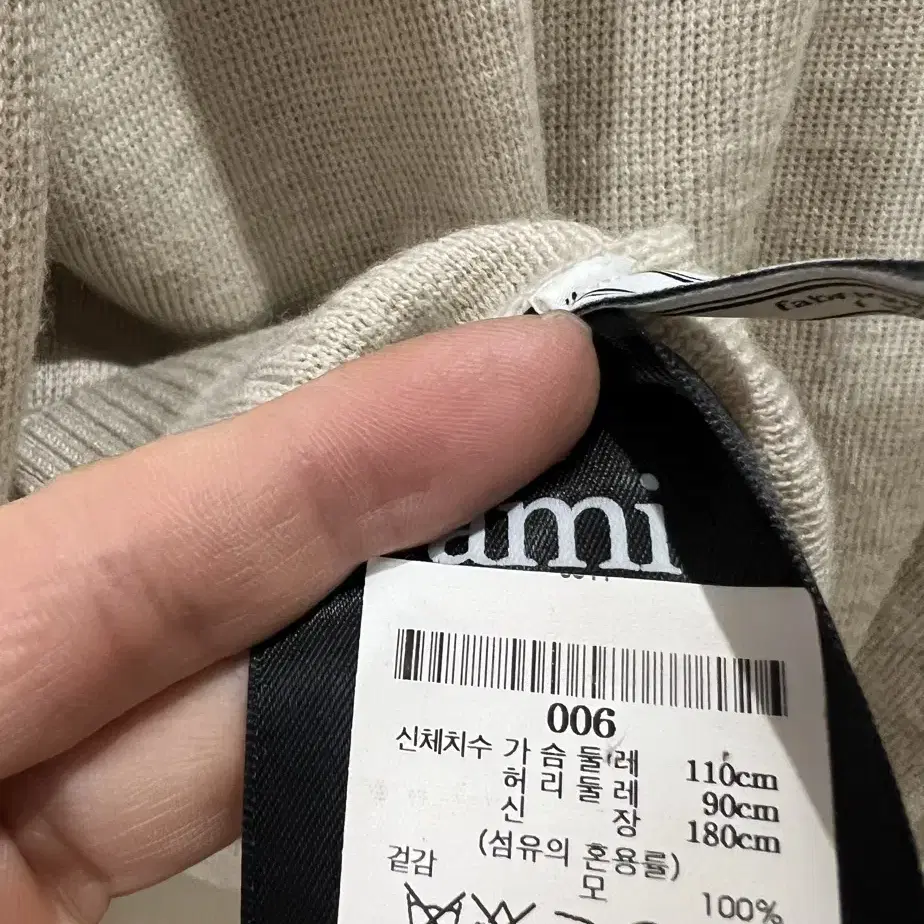 ami
006
신체치수 가슴둘레 110cm
허리둘레 90cm
신장 180cm
(섬유의 혼용률)
겉감
모 100%